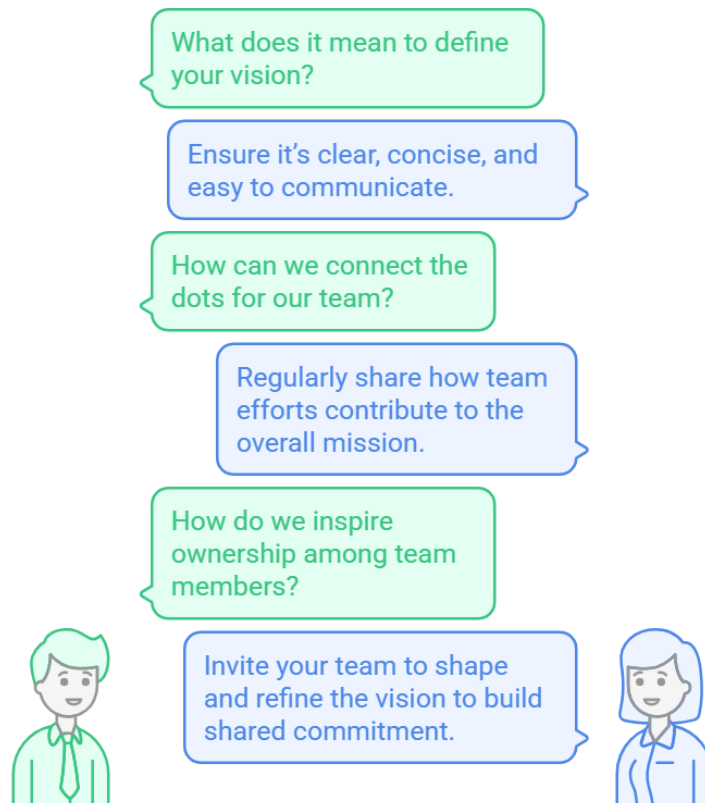 What does it mean to define
your vision?
Ensure it’s clear, concise, and
easy to communicate.
How can we connect the
dots for our team?
Regularly share how team
efforts contribute to the
overall mission.
How do we inspire
ownership among team
members?
Invite your team to shape
and refine the vision to build
shared commitment.